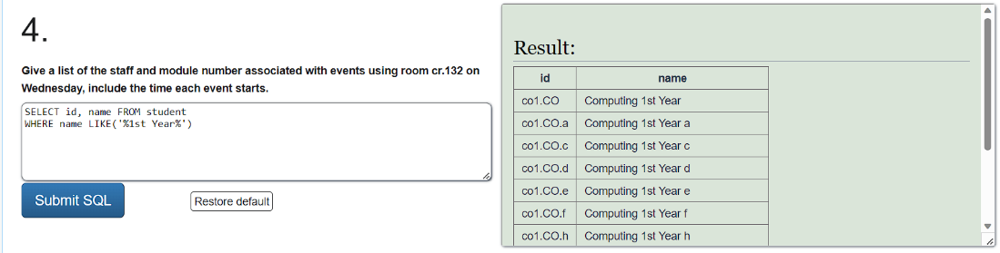 4.
Give a list of the staff and module number associated with events using room cr.132 on
Wednesday, include the time each event starts.
SELECT id, name FROM student
WHERE name LIKE('%1st Year%')
Submit SQL
Restore default
Result:
id name
co1.CO Computing 1st Year
co1.CO.a Computing 1st Year a
co1.CO.c Computing 1st Year c
co1.CO.d Computing 1st Year d
co1.CO.e Computing 1st Year e
co1.CO.f Computing 1st Year f
co1.CO.h Computing 1st Year h